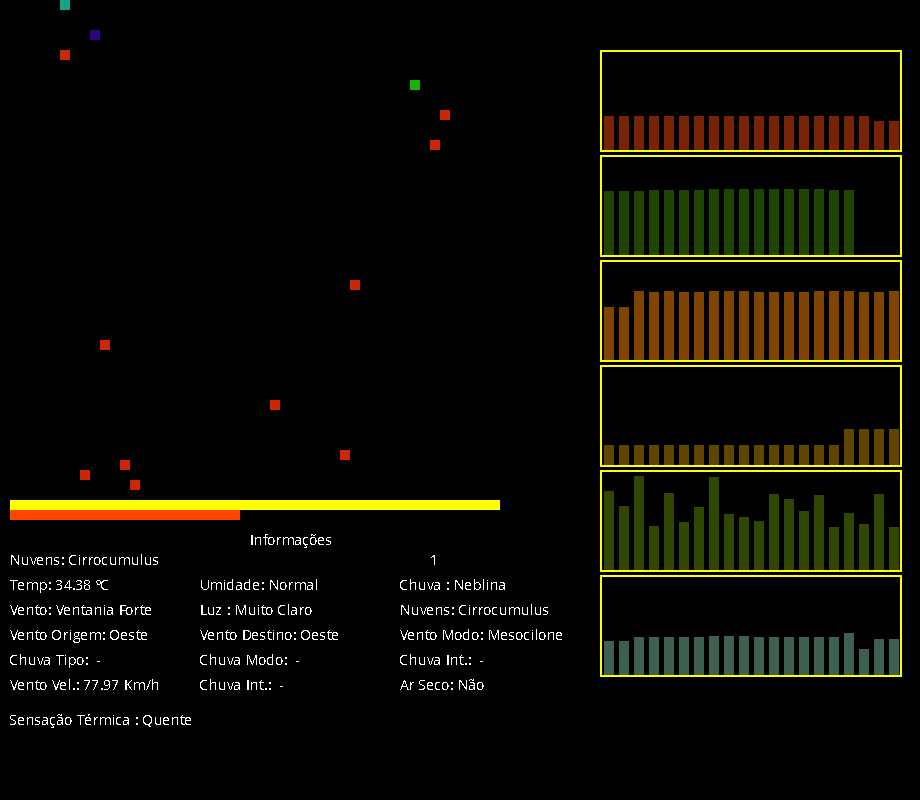 Informações
Nuvens: Cirrocumulus 1
Temp: 34.38 ºC Umidade: Normal Chuva : Neblina
Vento: Ventania Forte Luz : Muito Claro Nuvens: Cirrocumulus
Vento Origem: Oeste Vento Destino: Oeste Vento Modo: Mesocilone
Chuva Tipo: - Chuva Modo: - Chuva Int.: -
Vento Vel.: 77.97 Km/h Chuva Int.: - Ar Seco: Não
Sensação Térmica : Quente